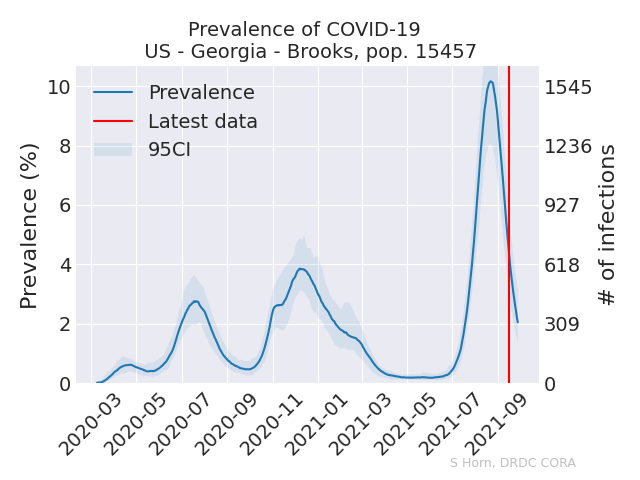 Prevalence of COVID-19
US - Georgia - Brooks, pop. 15457
Prevalence (%)
10
8
6
4
2
0
Prevalence
Latest data
95CI
1545
1236
927
618
309
0
# of infections
2020-03
2020-05
2020-07
2020-09
2020-11
2021-01
2021-03
2021-05
2021-07
2021-09
S Horn, DRDC CORA